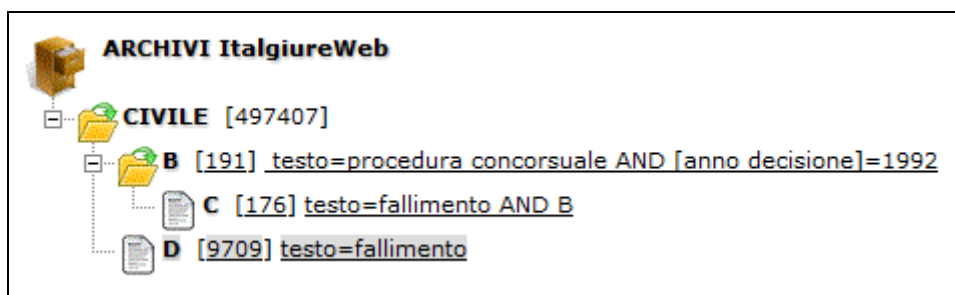 ARCHIVI ItalgiureWeb
CIVILE [497407]
B [191] testo=procedura concorsuale AND [anno decisione]=1992
C [176] testo=fallimento AND B
D [9709] testo=fallimento